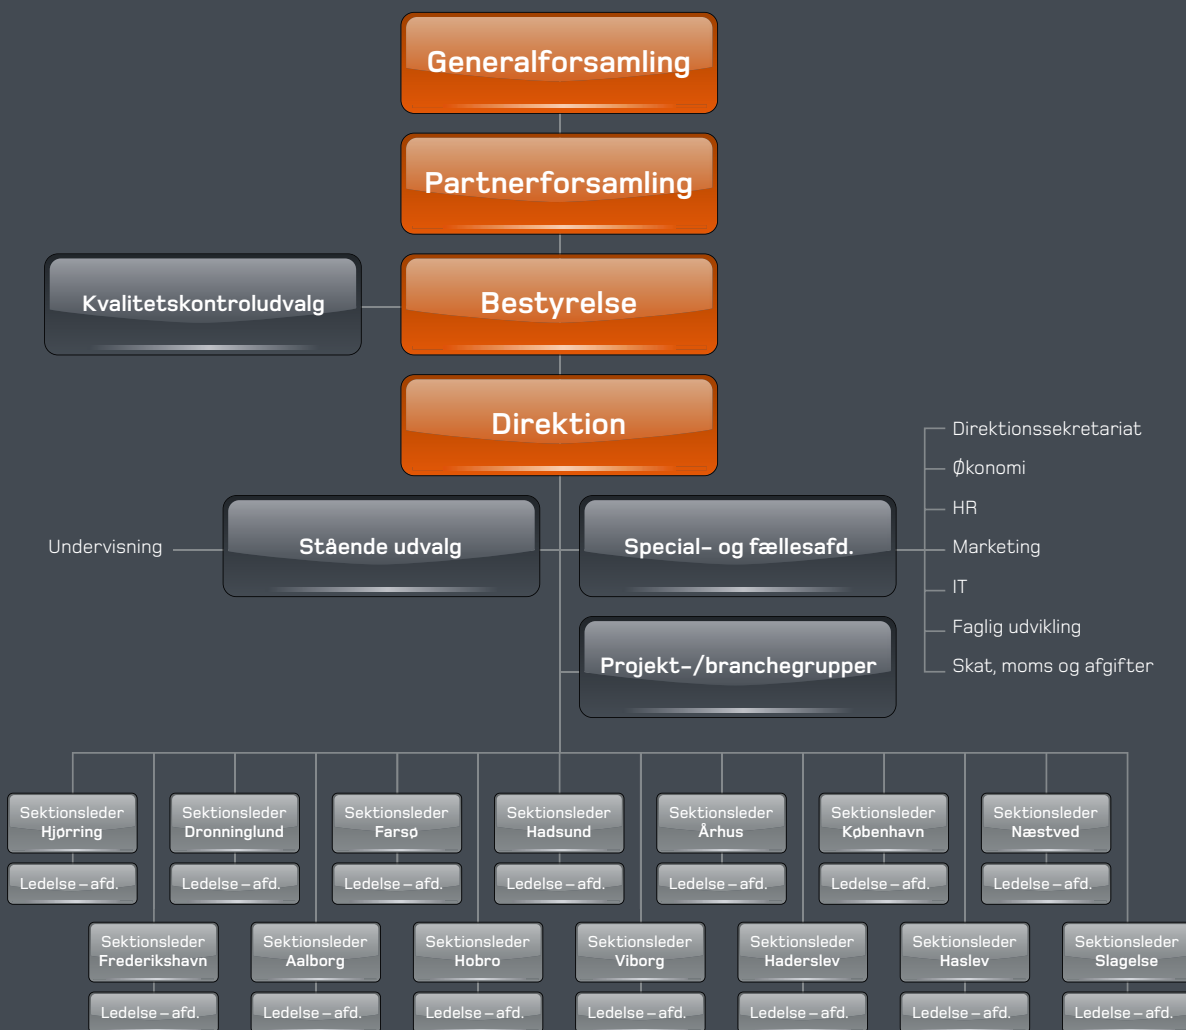 Generalforsamling
Partnerforsamling
Kvalitetskontroludvalg
Bestyrelse
Direktion
Direktionssekretariat
Økonomi
HR
Marketing
IT
Faglig udvikling
Skat, moms og afgifter
Undervisning
Stående udvalg
Special- og fællesafd.
Projekt-/branchegrupper
Sektionsleder
Hjørring
Ledelse – afd.
Sektionsleder
Dronninglund
Ledelse – afd.
Sektionsleder
Farsø
Ledelse – afd.
Sektionsleder
Hadsund
Ledelse – afd.
Sektionsleder
Århus
Ledelse – afd.
Sektionsleder
København
Ledelse – afd.
Sektionsleder
Næstved
Ledelse – afd.
Sektionsleder
Frederikshavn
Ledelse – afd.
Sektionsleder
Aalborg
Ledelse – afd.
Sektionsleder
Hobro
Ledelse – afd.
Sektionsleder
Viborg
Ledelse – afd.
Sektionsleder
Haderslev
Ledelse – afd.
Sektionsleder
Haslev
Ledelse – afd.
Sektionsleder
Slagelse
Ledelse – afd.